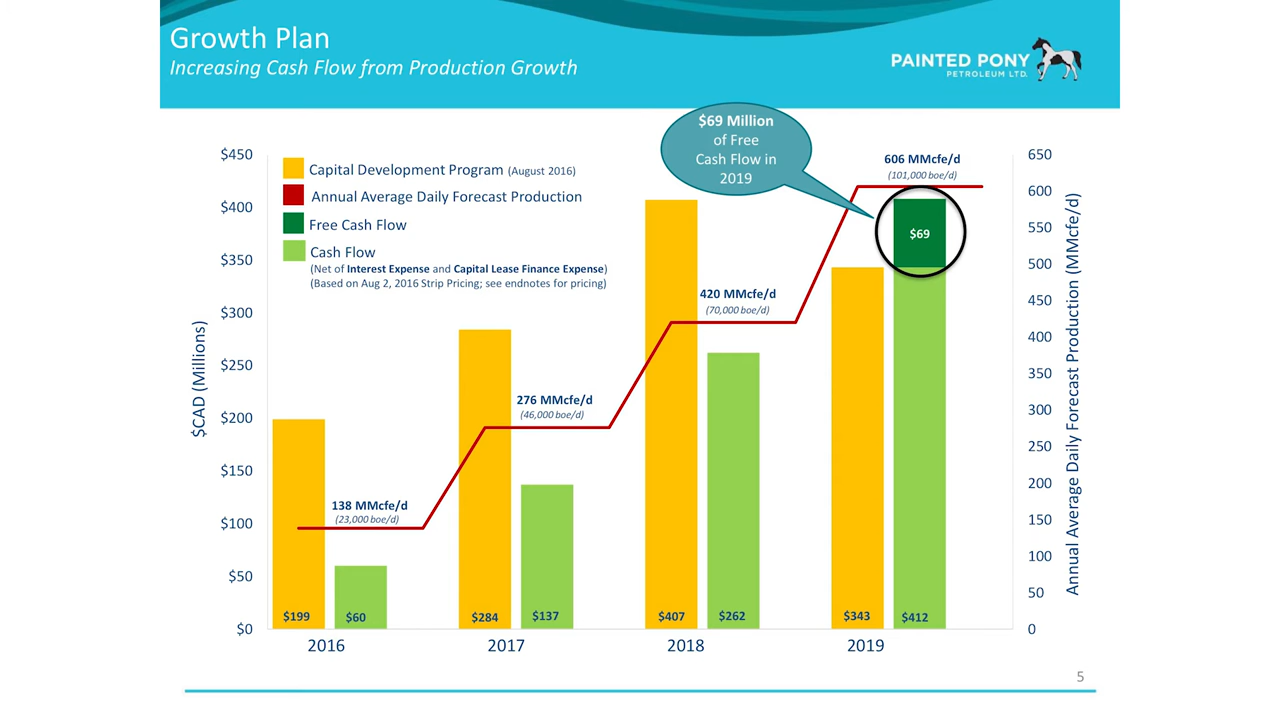 Growth Plan
Increasing Cash Flow from Production Growth
PAINTED PONY
PETROLEUM LTD.
$69 Million
of Free
Cash Flow in
2019
Capital Development Program (August 2016)
Annual Average Daily Forecast Production
Free Cash Flow
Cash Flow
(Net of Interest Expense and Capital Lease Finance Expense)
(Based on Aug 2, 2016 Strip Pricing; see endnotes for pricing)
$CAD (Millions)
$450
$400
$350
$300
$250
$200
$150
$100
$50
$0
138 MMcfe/d
(23,000 boe/d)
276 MMcfe/d
(46,000 boe/d)
420 MMcfe/d
(70,000 boe/d)
606 MMcfe/d
(101,000 boe/d)
$69
$199
$60
$284
$137
$407
$262
$343
$412
2016
2017
2018
2019
650
600
550
500
450
400
350
300
250
200
150
100
50
0
Annual Average Daily Forecast Production (MMcfe/d)
5